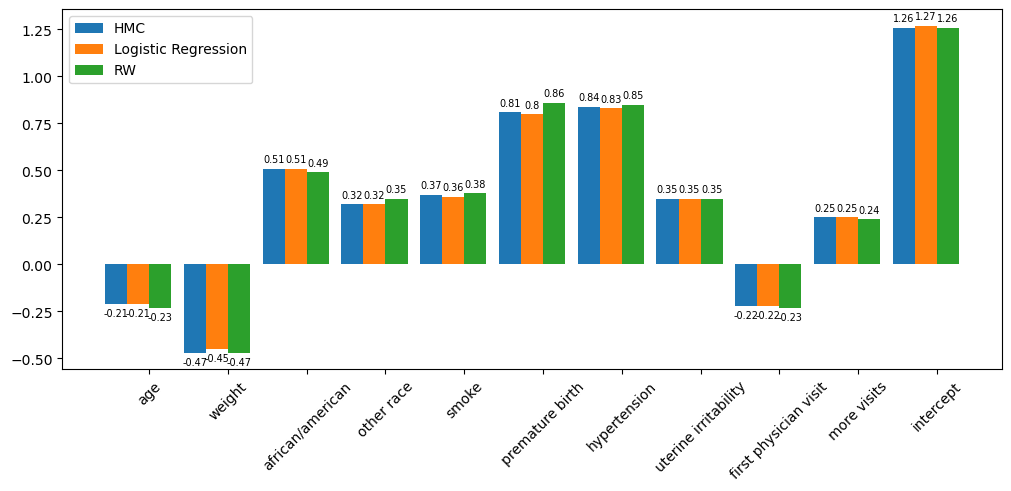 HMC
Logistic Regression
RW
1.25
1.00
0.75
0.50
0.25
0.00
−0.25
−0.50
-0.21 -0.21 -0.23
-0.47 -0.45 -0.47
0.51 0.51 0.49
0.32 0.32 0.35
0.37 0.36 0.38
0.81 0.8 0.86
0.84 0.83 0.85
0.35 0.35 0.35
-0.22 -0.22 -0.23
0.25 0.25 0.24
1.26 1.27 1.26
age
weight
african/american
other race
smoke
premature birth
hypertension
uterine irritability
first physician visit
more visits
intercept